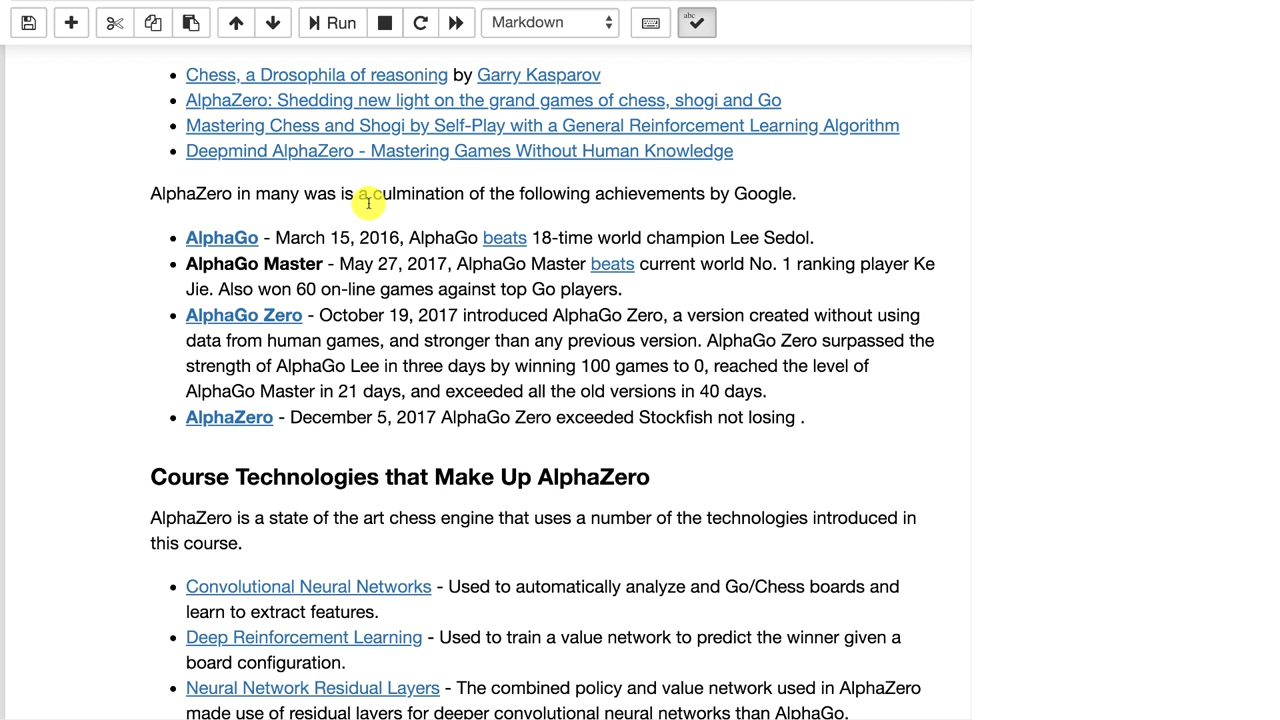 Run
Markdown
abc
Chess, a Drosophila of reasoning by Garry Kasparov
AlphaZero: Shedding new light on the grand games of chess, shogi and Go
Mastering Chess and Shogi by Self-Play with a General Reinforcement Learning Algorithm
Deepmind AlphaZero - Mastering Games Without Human Knowledge
AlphaZero in many was is a culmination of the following achievements by Google.
AlphaGo - March 15, 2016, AlphaGo beats 18-time world champion Lee Sedol.
AlphaGo Master - May 27, 2017, AlphaGo Master beats current world No. 1 ranking player Ke
Jie. Also won 60 on-line games against top Go players.
AlphaGo Zero - October 19, 2017 introduced AlphaGo Zero, a version created without using
data from human games, and stronger than any previous version. AlphaGo Zero surpassed the
strength of AlphaGo Lee in three days by winning 100 games to 0, reached the level of
AlphaGo Master in 21 days, and exceeded all the old versions in 40 days.
AlphaZero - December 5, 2017 AlphaGo Zero exceeded Stockfish not losing .
Course Technologies that Make Up AlphaZero
AlphaZero is a state of the art chess engine that uses a number of the technologies introduced in
this course.
Convolutional Neural Networks - Used to automatically analyze and Go/Chess boards and
learn to extract features.
Deep Reinforcement Learning - Used to train a value network to predict the winner given a
board configuration.
Neural Network Residual Layers - The combined policy and value network used in AlphaZero
made use of residual layers for deeper convolutional neural networks than AlphaGo.